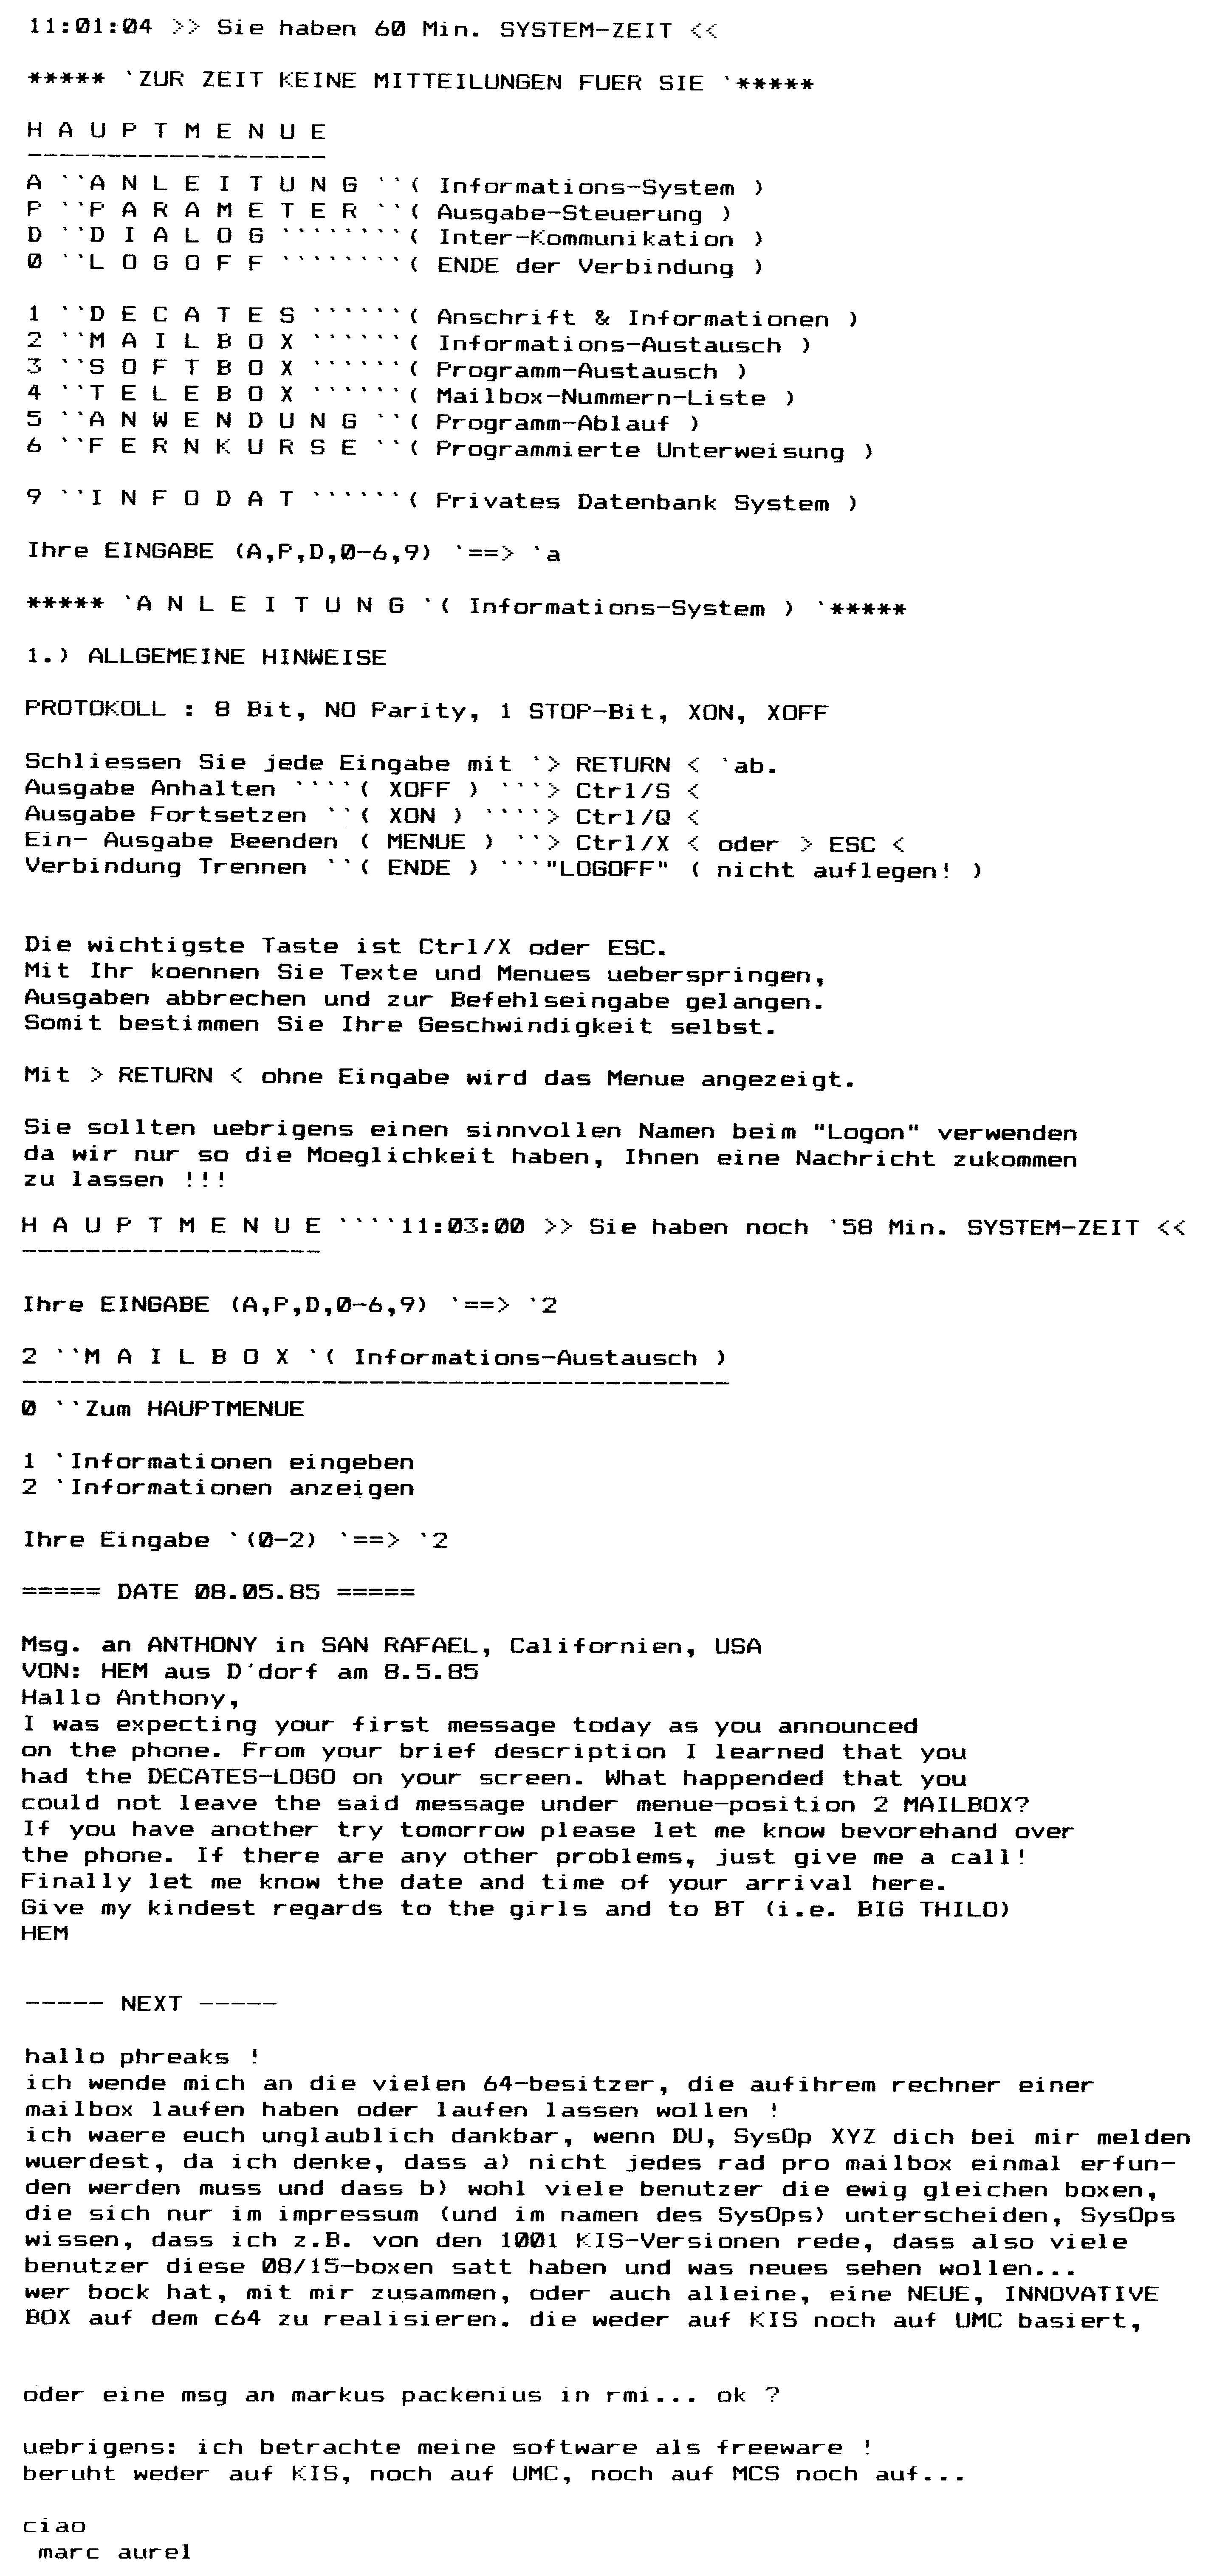 11:01:04 >> Sie haben 60 Min. SYSTEM-ZEIT <<
***** `ZUR ZEIT KEINE MITTEILUNGEN FUER SIE `*****
H A U P T M E N U E
-------------------
A ``A N L E I T U N G ``( Informations-System )
P ``P A R A M E T E R ``( Ausgabe-Steuerung )
D ``D I A L O G ````````( Inter-Kommunikation )
0 ``L O G O F F ````````( ENDE der Verbindung )
1 ``D E C A T E S ``````( Anschrift & Informationen )
2 ``M A I L B O X ``````( Informations-Austausch )
3 ``S O F T B O X ``````( Programm-Austausch )
4 ``T E L E B O X ``````( Mailbox-Nummern-Liste )
5 ``A N W E N D U N G ``( Programm-Ablauf )
6 ``F E R N K U R S E ``( Programmierte Unterweisung )
9 ``I N F O D A T ``````( Privates Datenbank System )
Ihre EINGABE (A,P,D,0-6,9) `==> `a
***** `A N L E I T U N G `( Informations-System ) `*****
1.) ALLGEMEINE HINWEISE
PROTOKOLL : 8 Bit, NO Parity, 1 STOP-Bit, XON, XOFF
Schliessen Sie jede Eingabe mit `> RETURN < `ab.
Ausgabe Anhalten ````( XOFF ) ```> Ctrl/S <
Ausgabe Fortsetzen ``( XON ) ````> Ctrl/Q <
Ein- Ausgabe Beenden ( MENUE ) ``> Ctrl/X < oder > ESC <
Verbindung Trennen ``( ENDE ) ```"LOGOFF" ( nicht auflegen! )
Die wichtigste Taste ist Ctrl/X oder ESC.
Mit Ihr koennen Sie Texte und Menues ueberspringen,
Ausgaben abbrechen und zur Befehlseingabe gelangen.
Somit bestimmen Sie Ihre Geschwindigkeit selbst.
Mit > RETURN < ohne Eingabe wird das Menue angezeigt.
Sie sollten uebrigens einen sinnvollen Namen beim "Logon" verwenden
da wir nur so die Moeglichkeit haben, Ihnen eine Nachricht zukommen
zu lassen !!!
H A U P T M E N U E ````11:03:00 >> Sie haben noch `58 Min. SYSTEM-ZEIT <<
-------------------
Ihre EINGABE (A,P,D,0-6,9) `==> `2
2 ``M A I L B O X `( Informations-Austausch )
---------------------------------------------
0 ``Zum HAUPTMENUE
1 `Informationen eingeben
2 `Informationen anzeigen
Ihre Eingabe `(0-2) `==> `2
===== DATE 08.05.85 =====
Msg. an ANTHONY in SAN RAFAEL, Californien, USA
VON: HEM aus D'dorf am 8.5.85
Hallo Anthony,
I was expecting your first message today as you announced
on the phone. From your brief description I learned that you
had the DECATES-LOGO on your screen. What happended that you
could not leave the said message under menue-position 2 MAILBOX?
If you have another try tomorrow please let me know bevorehand over
the phone. If there are any other problems, just give me a call!
Finally let me know the date and time of your arrival here.
Give my kindest regards to the girls and to BT (i.e. BIG THILO)
HEM
----- NEXT -----
hallo phreaks !
ich wende mich an die vielen 64-besitzer, die aufihrem rechner einer
mailbox laufen haben oder laufen lassen wollen !
ich waere euch unglaublich dankbar, wenn DU, SysOp XYZ dich bei mir melden
wuerdest, da ich denke, dass a) nicht jedes rad pro mailbox einmal erfun-
den werden muss und dass b) wohl viele benutzer die ewig gleichen boxen,
die sich nur im impressum (und im namen des SysOps) unterscheiden, SysOps
wissen, dass ich z.B. von den 1001 KIS-Versionen rede, dass also viele
benutzer diese 08/15-boxen satt haben und was neues sehen wollen...
wer bock hat, mit mir zusammen, oder auch alleine, eine NEUE, INNOVATIVE
BOX auf dem c64 zu realisieren. die weder auf KIS noch auf UMC basiert,
oder eine msg an markus packenius in rmi... ok ?
uebrigens: ich betrachte meine software als freeware !
beruht weder auf KIS, noch auf UMC, noch auf MCS noch auf...
ciao
marc aurel